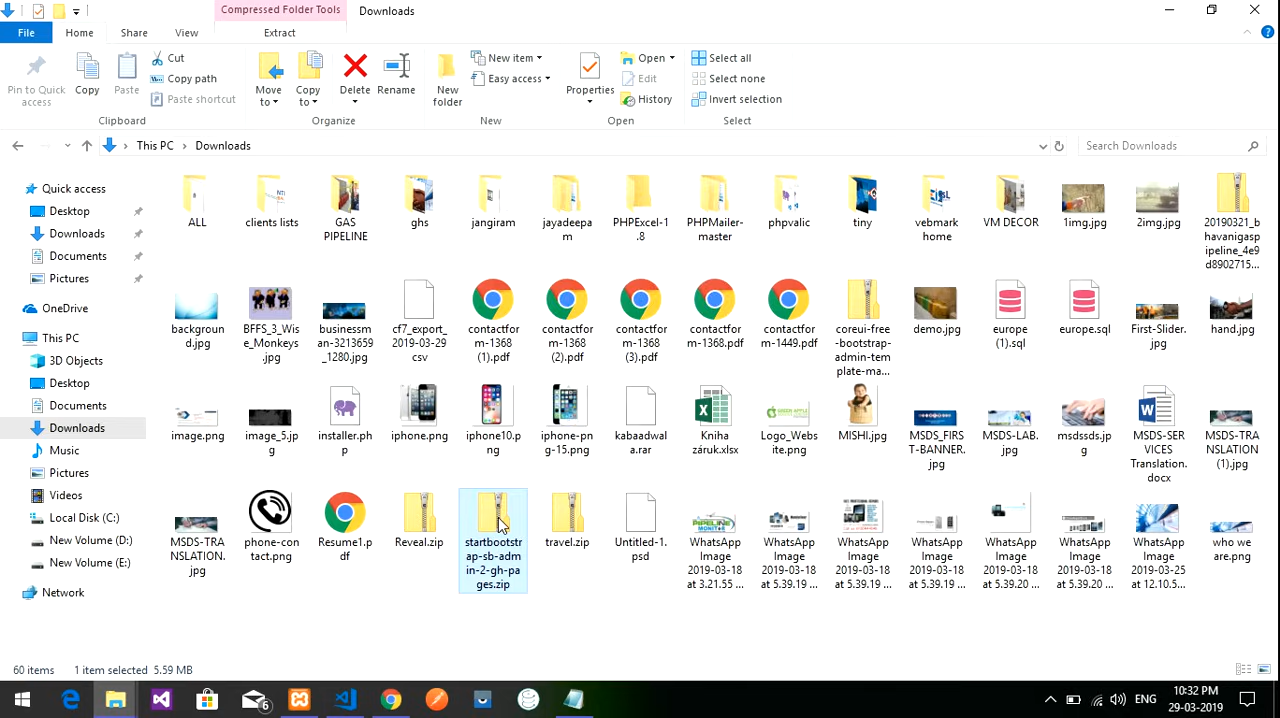 Compressed Folder Tools
Downloads
File
Home
Share
View
Extract
Pin to Quick
access
Copy
Paste
Cut
Copy path
Paste shortcut
Move
to
Copy
to
Delete
Rename
New
folder
New item
Easy access
Properties
Open
Edit
History
Select all
Select none
Invert selection
Clipboard
Organize
New
Open
Select
This PC
Downloads
Search Downloads
Quick access
Desktop
Downloads
Documents
Pictures
OneDrive
This PC
3D Objects
Desktop
Documents
Downloads
Music
Pictures
Videos
Local Disk (C:)
New Volume (D:)
New Volume (E:)
Network
ALL
clients lists
GAS
PIPELINE
ghs
jangiram
jayadeepa
m
PHPExcel-1
.8
PHPMailer-
master
phpvalic
tiny
vebmark
home
VM DECOR
1img.jpg
2img.jpg
20190321_b
havanigasp
ipeline_4e9
d8902715...
backgroun
d.jpg
BFFS_3_Wis
e_Monkeys
.jpg
businessm
an-3213659
_1280.jpg
cf7_export_
2019-03-29
csv
contactfor
m-1368
(1).pdf
contactfor
m-1368
(2).pdf
contactfor
m-1368
(3).pdf
contactfor
m-1368.pdf
contactfor
m-1449.pdf
coreui-free
-bootstrap-
admin-tem
plate-ma...
demo.jpg
europe
(1).sql
europe.sql
First-Slider.
jpg
hand.jpg
image.png
image_5.jp
g
installer.ph
p
iphone.png
iphone10.p
ng
iphone-pn
g-15.png
kabaadwal
a.rar
Kniha
záruk.xlsx
Logo_Webs
ite.png
MISHI.jpg
MSDS_FIRS
T-BANNER.
jpg
MSDS-LAB.
jpg
msdssds.jp
g
MSDS-SER
VICES
Translation.
docx
MSDS-TRA
NSLATION
(1).jpg
MSDS-TRA
NSLATION.
jpg
phone-con
tact.png
Resume1.p
df
Reveal.zip
startbootstr
ap-sb-adm
in-2-gh-pa
ges.zip
travel.zip
Untitled-1.
psd
WhatsApp
Image
2019-03-18
at 3.21.55 ...
WhatsApp
Image
2019-03-18
at 5.39.19 ...
WhatsApp
Image
2019-03-18
at 5.39.19 ...
WhatsApp
Image
2019-03-18
at 5.39.19 ...
WhatsApp
Image
2019-03-18
at 5.39.20 ...
WhatsApp
Image
2019-03-18
at 5.39.20 ...
WhatsApp
Image
2019-03-25
at 12.10.5...
who we
are.png
60 items
1 item selected 5.59 MB
6
ENG
10:32 PM
29-03-2019